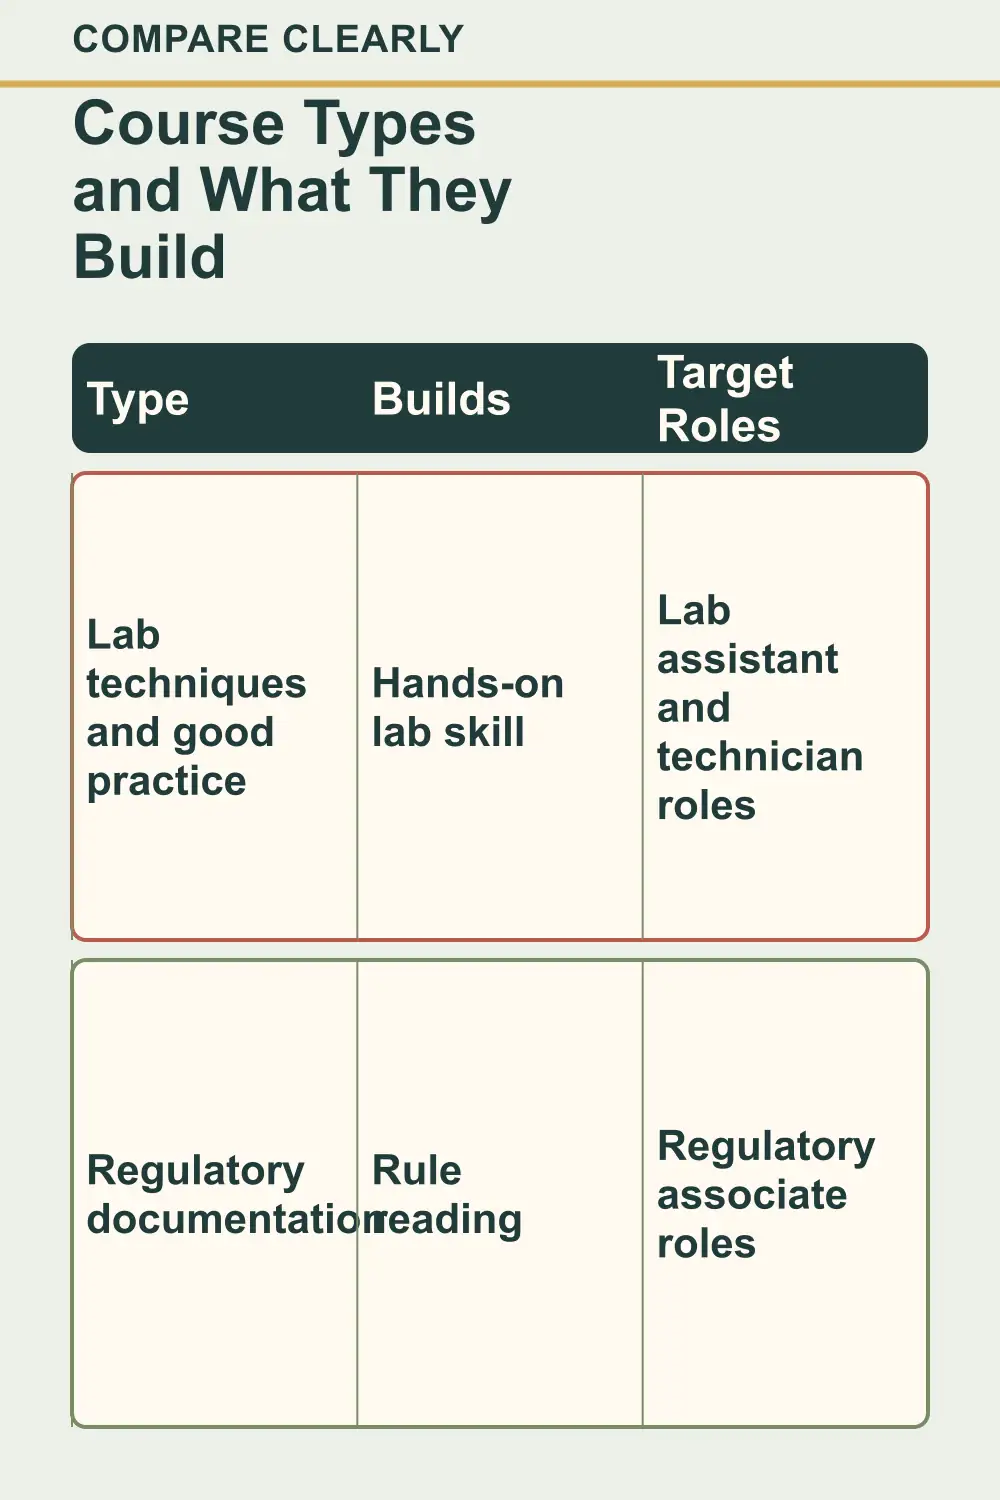 COMPARE CLEARLY
Course Types
and What They
Build
Type
Builds
Target
Roles
Lab
techniques
and good
practice
Hands-on
lab skill
Lab
assistant
and
technician
roles
Regulatory
documentation
Rule
reading
Regulatory
associate
roles